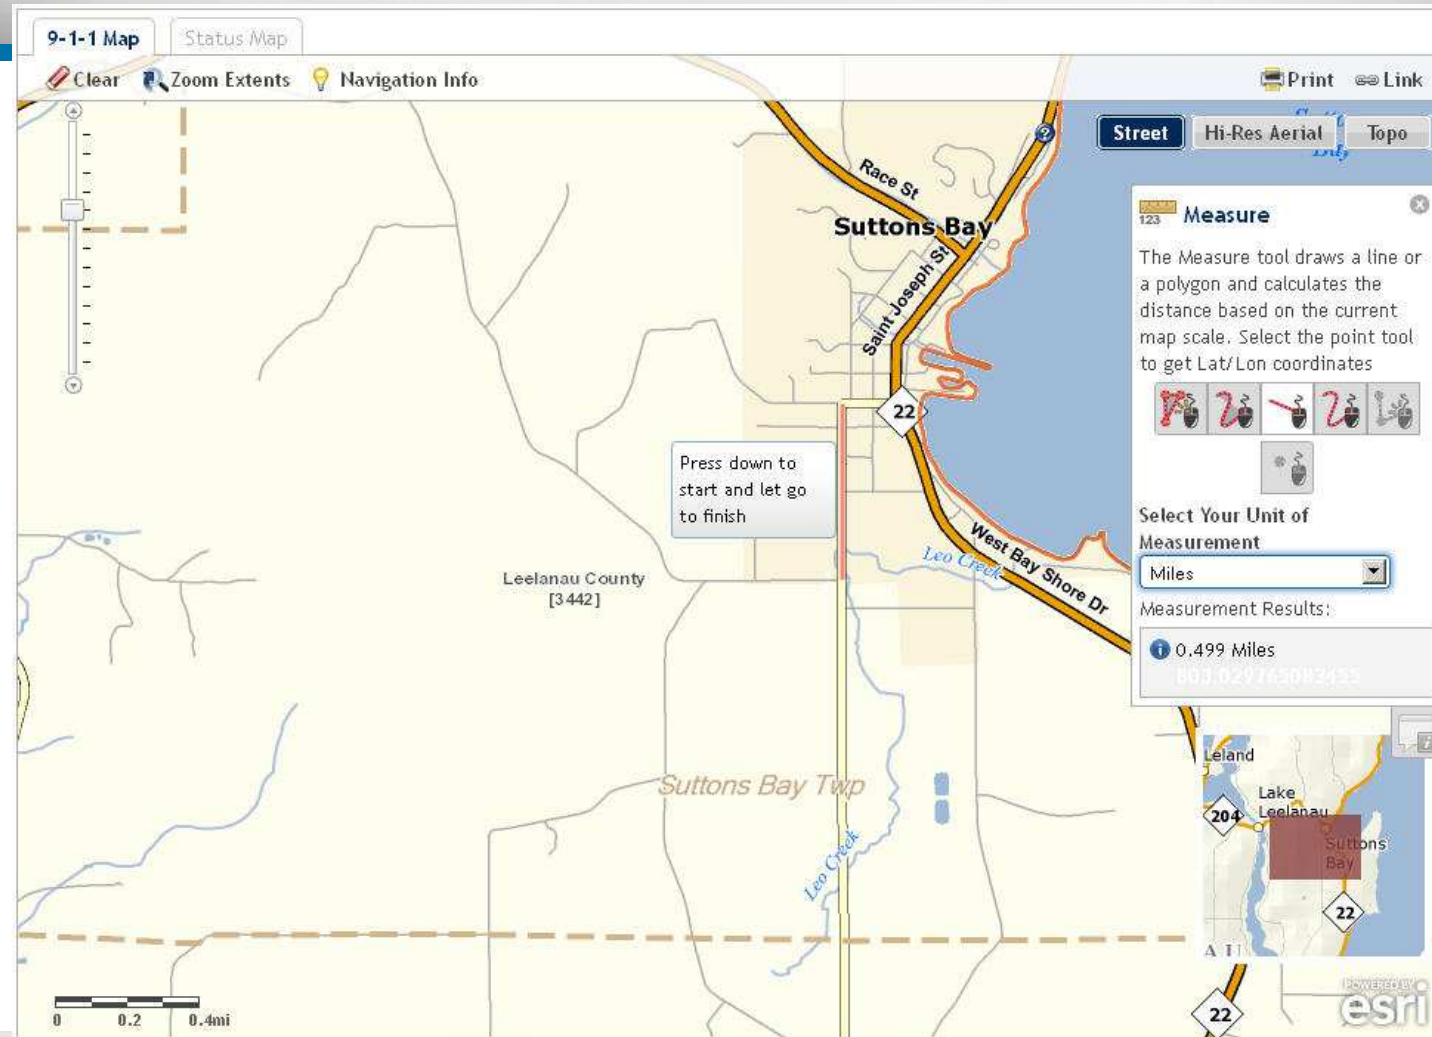 9-1-1 Map
Status Map
Clear
Zoom Extents
Navigation Info
Print
Link
Street
Hi-Res Aerial
Topo
Race St
Suttons Bay
Saint Joseph St
22
Measure
123
The Measure tool draws a line or
a polygon and calculates the
distance based on the current
map scale. Select the point tool
to get Lat/Lon coordinates
Press down to
start and let go
to finish
Select Your Unit of
Measurement
Miles
Measurement Results:
0.499 Miles
803.029765083455
West Bay Shore Dr
Leo Creek
Leelanau County
[3442]
Suttons Bay Twp
Leo Creek
Leland
Lake
Leelanau
204
Suttons
Bay
22
A U
22
0 0.2 0.4mi
POWERED BY
esri